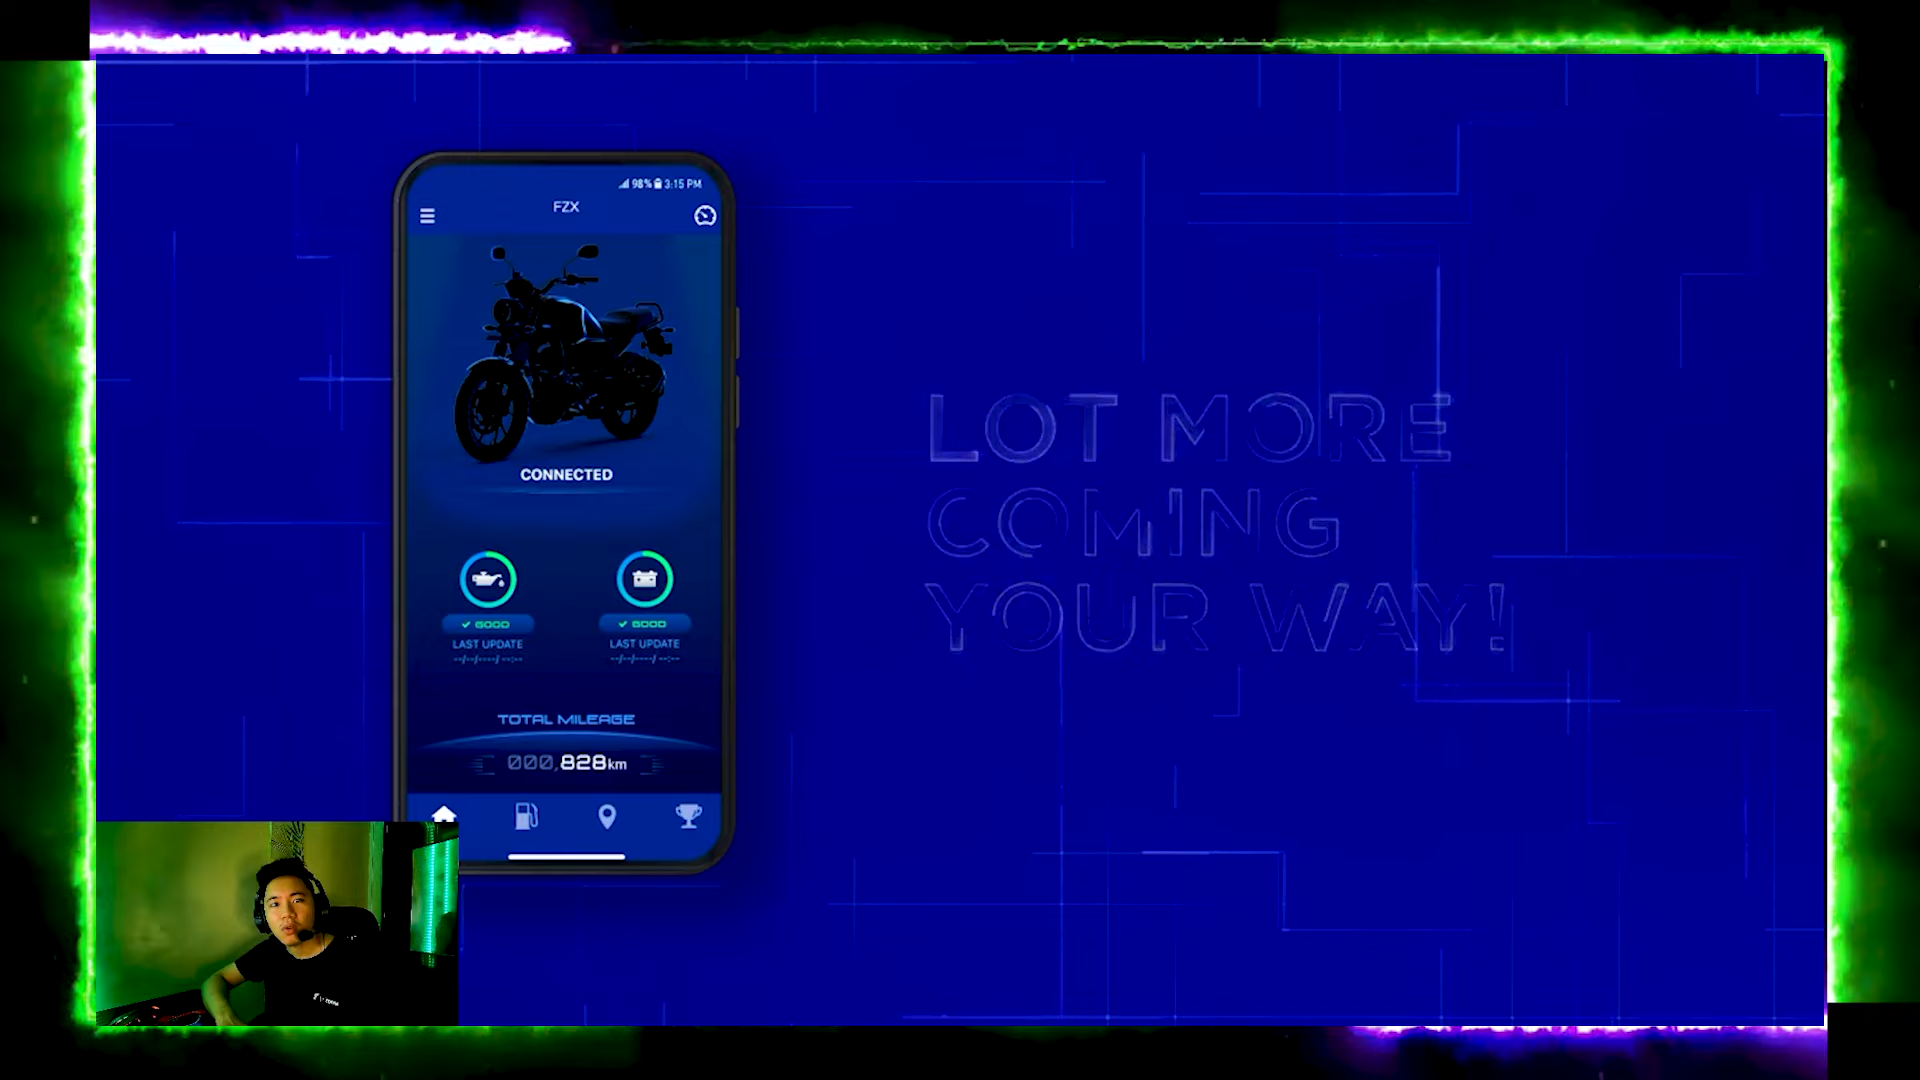 98% 3:15 PM
FZX
CONNECTED
GOOD GOOD
LAST UPDATE LAST UPDATE
--/--/---- --:-- --/--/---- --:--
TOTAL MILEAGE
000,828km
LOT MORE
COMING
YOUR WAY!